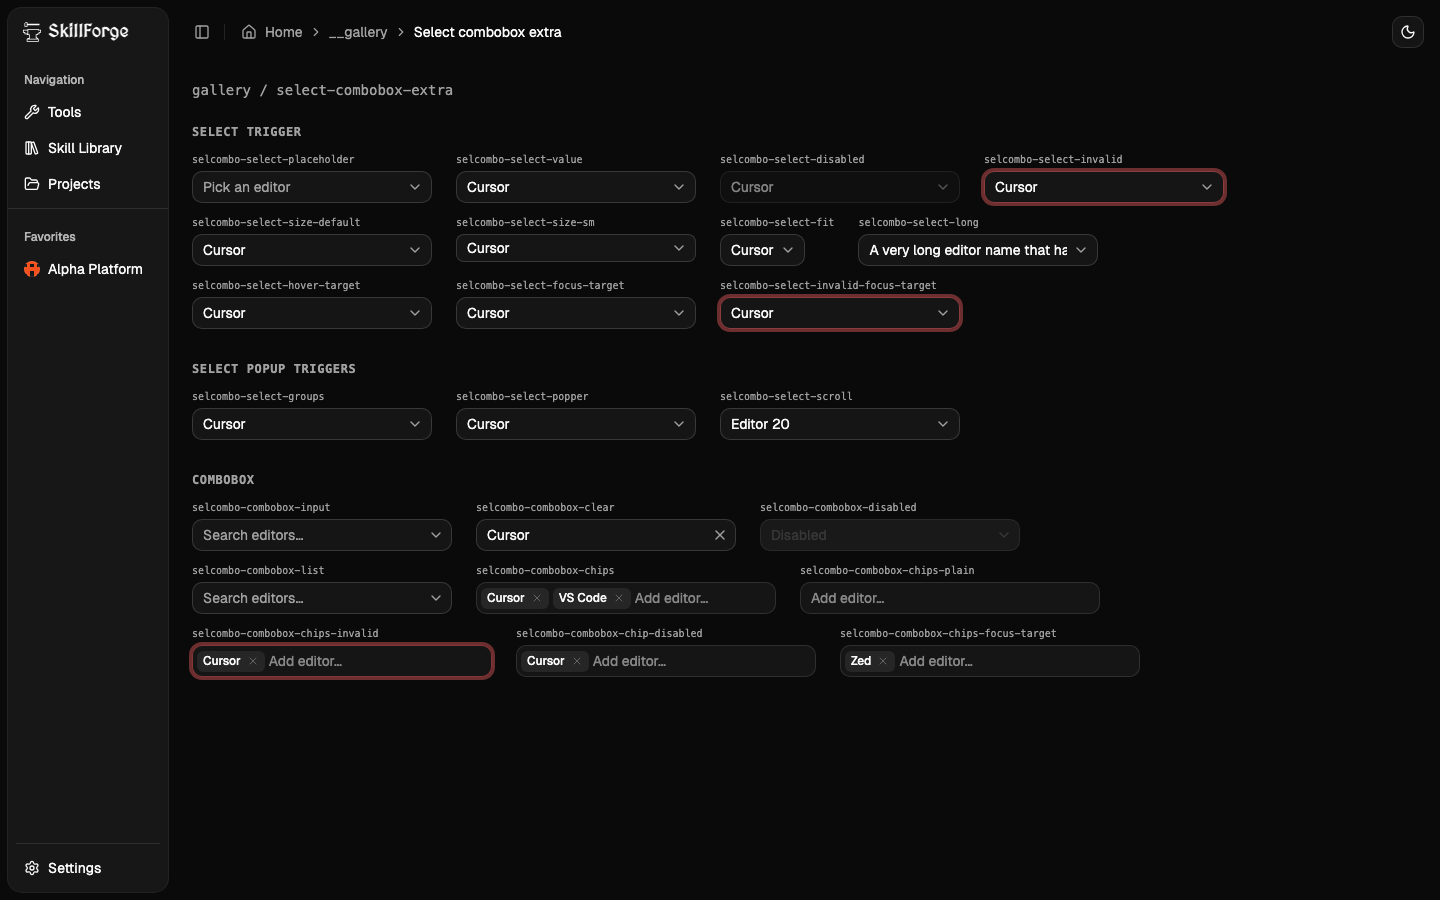 SkillForge
Home > __gallery > Select combobox extra
Navigation
Tools
Skill Library
Projects
Favorites
Alpha Platform
Settings
gallery / select-combobox-extra
SELECT TRIGGER
selcombo-select-placeholder selcombo-select-value selcombo-select-disabled selcombo-select-invalid
Pick an editor Cursor Cursor Cursor
selcombo-select-size-default selcombo-select-size-sm selcombo-select-fit selcombo-select-long
Cursor Cursor Cursor A very long editor name that ha
selcombo-select-hover-target selcombo-select-focus-target selcombo-select-invalid-focus-target
Cursor Cursor Cursor
SELECT POPUP TRIGGERS
selcombo-select-groups selcombo-select-popper selcombo-select-scroll
Cursor Cursor Editor 20
COMBOBOX
selcombo-combobox-input selcombo-combobox-clear selcombo-combobox-disabled
Search editors... Cursor Disabled
selcombo-combobox-list selcombo-combobox-chips selcombo-combobox-chips-plain
Search editors... Cursor VS Code Add editor... Add editor...
selcombo-combobox-chips-invalid selcombo-combobox-chip-disabled selcombo-combobox-chips-focus-target
Cursor Add editor... Cursor Add editor... Zed Add editor...